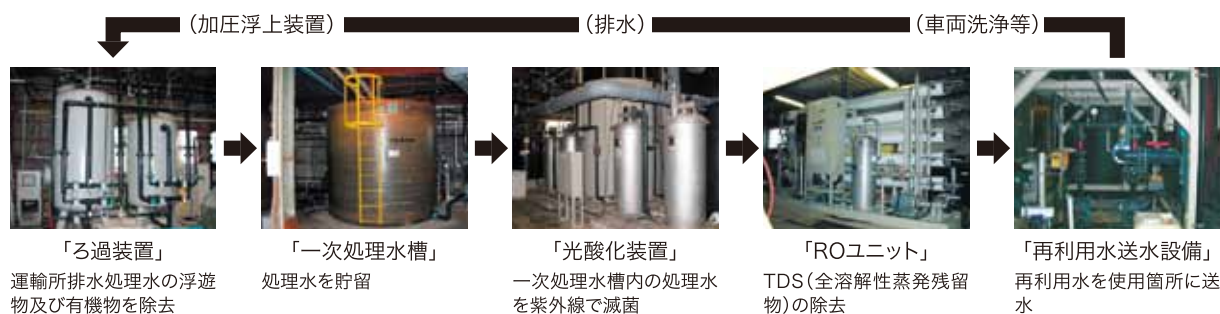 （加圧浮上装置）
（排水）
（車両洗浄等）
「ろ過装置」
運輸所排水処理水の浮遊
物及び有機物を除去
「一次処理水槽」
処理水を貯留
「光酸化装置」
一次処理水槽内の処理水
を紫外線で滅菌
「ROユニット」
TDS（全溶解性蒸発残留
物）の除去
「再利用水送水設備」
再利用水を使用箇所に送
水